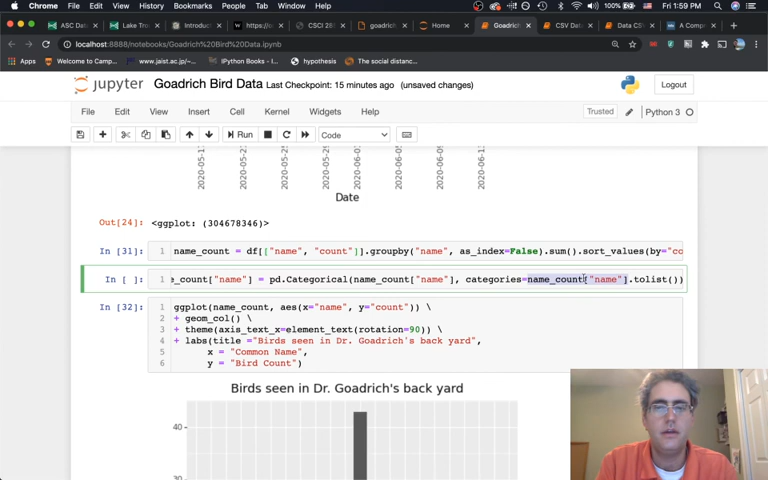 Chrome File Edit View History Bookmarks People Tab Window Help 100% Fri 1:59 PM
ASC Da Lake Tro Introduc https:// CSCI 285 goadrich Home Goadrich CSV Data Data CSV A Compa
localhost:8888/notebooks/Goadrich%20Bird%20Data.ipynb
Apps Welcome to Camp... www.jaist.ac.jp/~... IPython Books - In... hypothesis The social distanc...
jupyter Goadrich Bird Data Last Checkpoint: 15 minutes ago (unsaved changes) Logout
File Edit View Insert Cell Kernel Widgets Help Trusted Python 3
Run Code
2020-05-1 2020-05-2 2020-05-2 2020-06-0 2020-06-0 2020-06-0 2020-06-1
Date
Out[24]: <ggplot: (304678346)>
In [31]: 1 name_count = df[["name", "count"]].groupby("name", as_index=False).sum().sort_values(by="co
In [ ]: 1 e_count["name"] = pd.Categorical(name_count["name"], categories=name_count["name"].tolist())
In [32]: 1 ggplot(name_count, aes(x="name", y="count")) \
2 + geom_col() \
3 + theme(axis_text_x=element_text(rotation=90)) \
4 + labs(title ="Birds seen in Dr. Goadrich's back yard",
5 x = "Common Name",
6 y = "Bird Count")
Birds seen in Dr. Goadrich's back yard
40
30